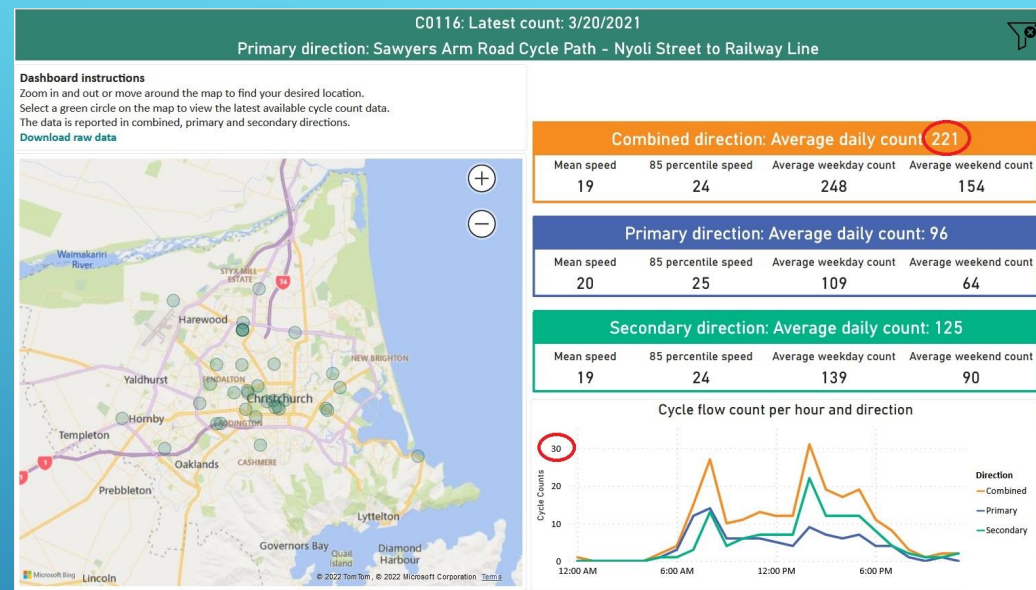 C0116: Latest count: 3/20/2021
Primary direction: Sawyers Arm Road Cycle Path - Nyoli Street to Railway Line
Dashboard instructions
Zoom in and out or move around the map to find your desired location.
Select a green circle on the map to view the latest available cycle count data.
The data is reported in combined, primary and secondary directions.
Download raw data
Waimakariri
River
STYX MILL
ESTATE
74
Harewood
NEW BRIGHTON
Yaldhurst
FENDALTON
Christchurch
Hornby
ADDINGTON
Templeton
1
1
Oaklands
CASHMERE
Prebbleton
Lyttelton
Governors Bay
Quail
Island
Diamond
Harbour
Microsoft Bing
Lincoln
© 2022 TomTom, © 2022 Microsoft Corporation Terms
Combined direction: Average daily count 221
Mean speed 85 percentile speed Average weekday count Average weekend count
19 24 248 154
Primary direction: Average daily count: 96
Mean speed 85 percentile speed Average weekday count Average weekend count
20 25 109 64
Secondary direction: Average daily count: 125
Mean speed 85 percentile speed Average weekday count Average weekend count
19 24 139 90
Cycle flow count per hour and direction
Cycle Counts
30
20
10
0
12:00 AM 6:00 AM 12:00 PM 6:00 PM
Direction
Combined
Primary
Secondary